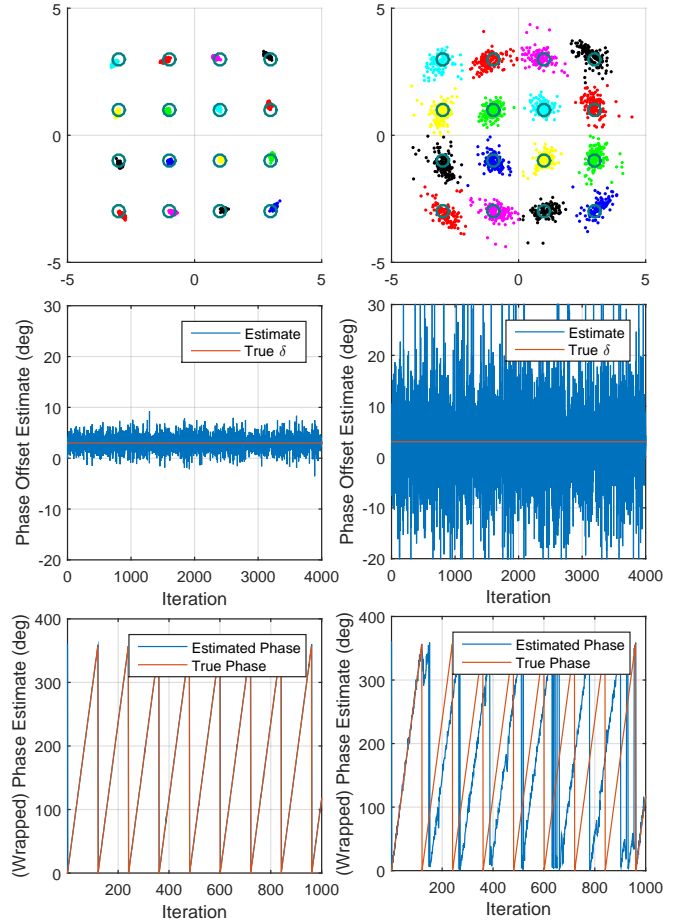 5
0
-5
-5 0 5
5
0
-5
-5 0 5
Phase Offset Estimate (deg)
30
20
10
0
-10
-20
0 1000 2000 3000 4000
Iteration
Estimate
True δ
Phase Offset Estimate (deg)
30
20
10
0
-10
-20
0 1000 2000 3000 4000
Iteration
Estimate
True δ
(Wrapped) Phase Estimate (deg)
400
300
200
100
0
200 400 600 800 1000
Iteration
Estimated Phase
True Phase
(Wrapped) Phase Estimate (deg)
400
300
200
100
0
200 400 600 800 1000
Iteration
Estimated Phase
True Phase